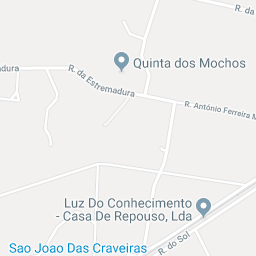 R. da
Quinta dos Mochos
adura
R. da Estremadura
R. António Ferreira M
Luz Do Conhecimento
- Casa De Repouso, Lda
Sao Joao Das Craveiras
R. do Sol